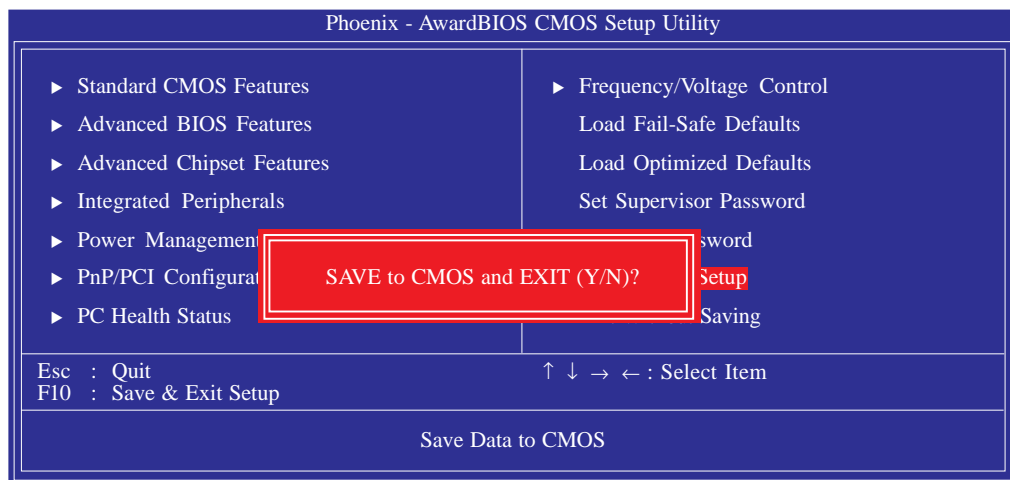 Phoenix - AwardBIOS CMOS Setup Utility
▶ Standard CMOS Features
▶ Advanced BIOS Features
▶ Advanced Chipset Features
▶ Integrated Peripherals
▶ Power Managemen
▶ PnP/PCI Configurat
▶ PC Health Status
▶ Frequency/Voltage Control
Load Fail-Safe Defaults
Load Optimized Defaults
Set Supervisor Password
sword
Setup
Saving
SAVE to CMOS and EXIT (Y/N)?
Esc : Quit
F10 : Save & Exit Setup
↑ ↓ → ← : Select Item
Save Data to CMOS